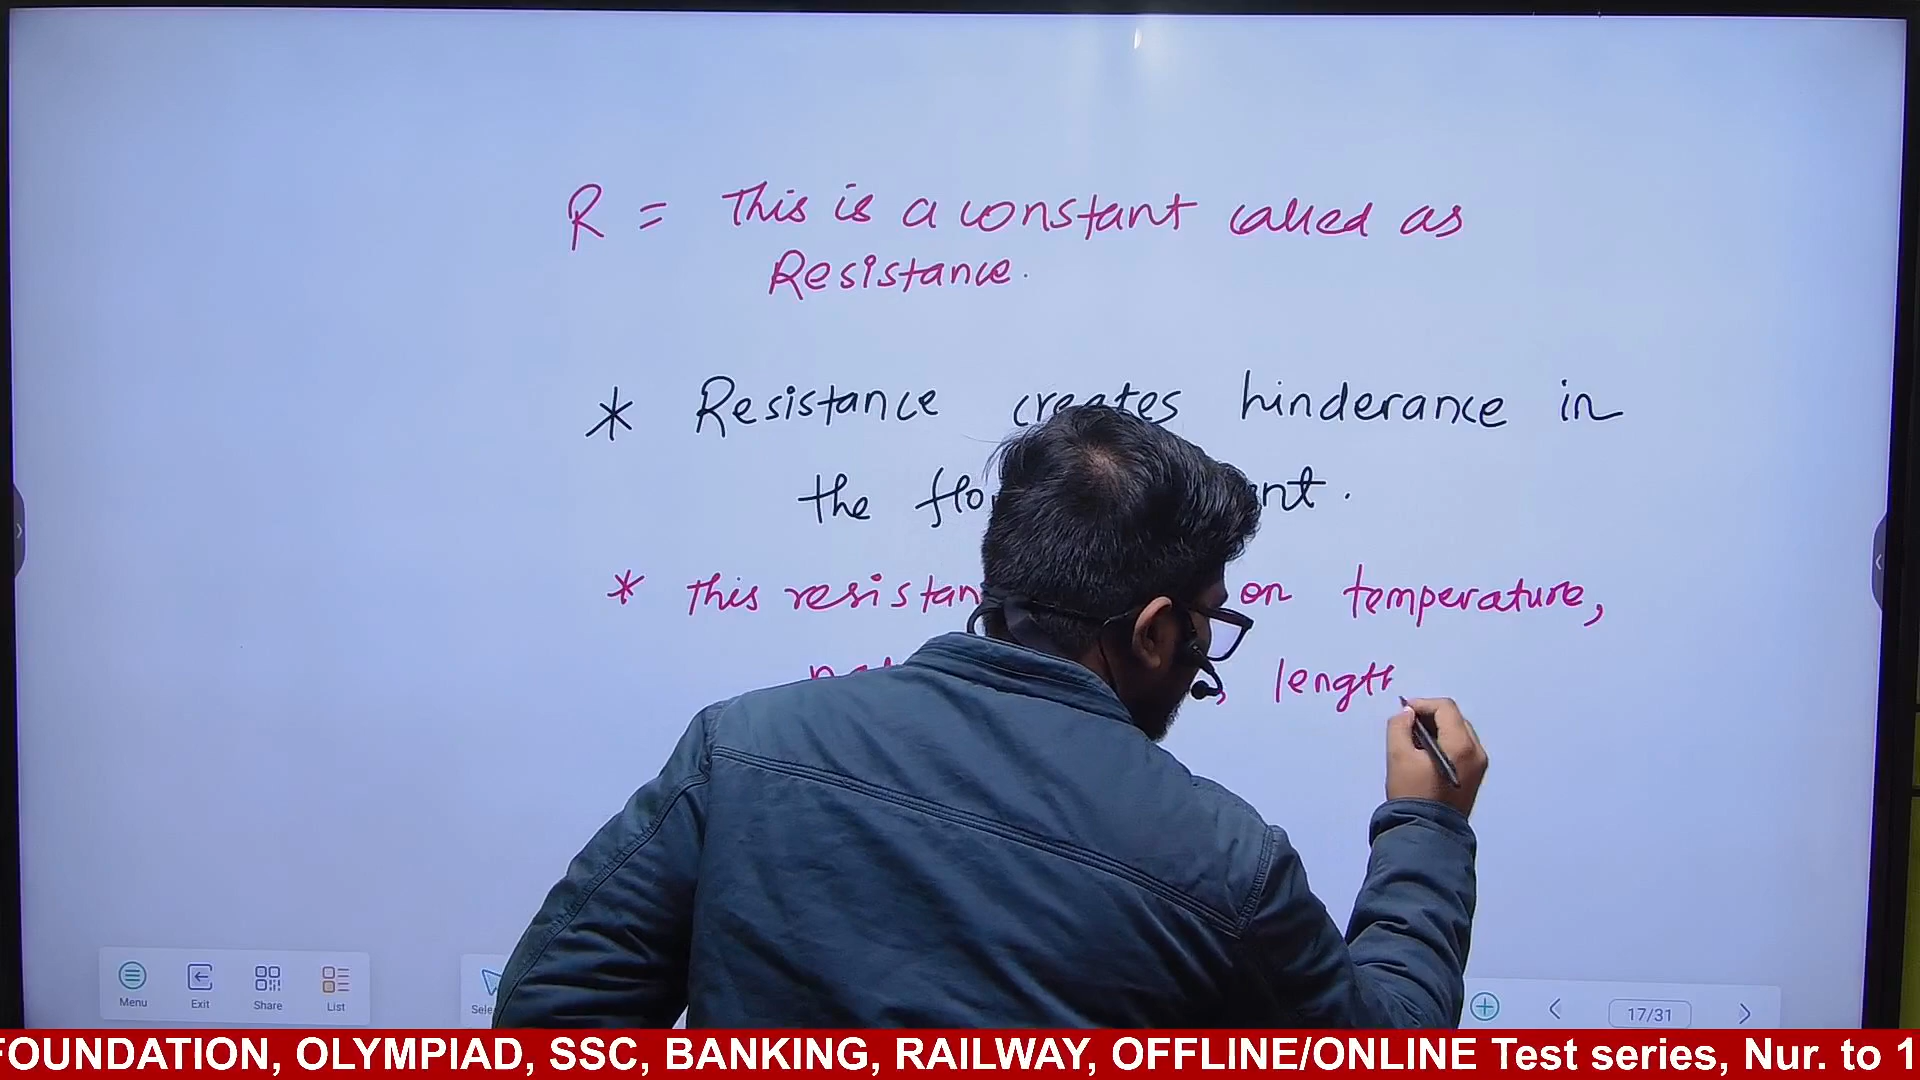 R = This is a constant called as
Resistance.
* Resistance creates hinderance in
the flo nt.
* this resistan on temperature,
, length
Menu Exit Share List
17/31
FOUNDATION, OLYMPIAD, SSC, BANKING, RAILWAY, OFFLINE/ONLINE Test series, Nur. to 1